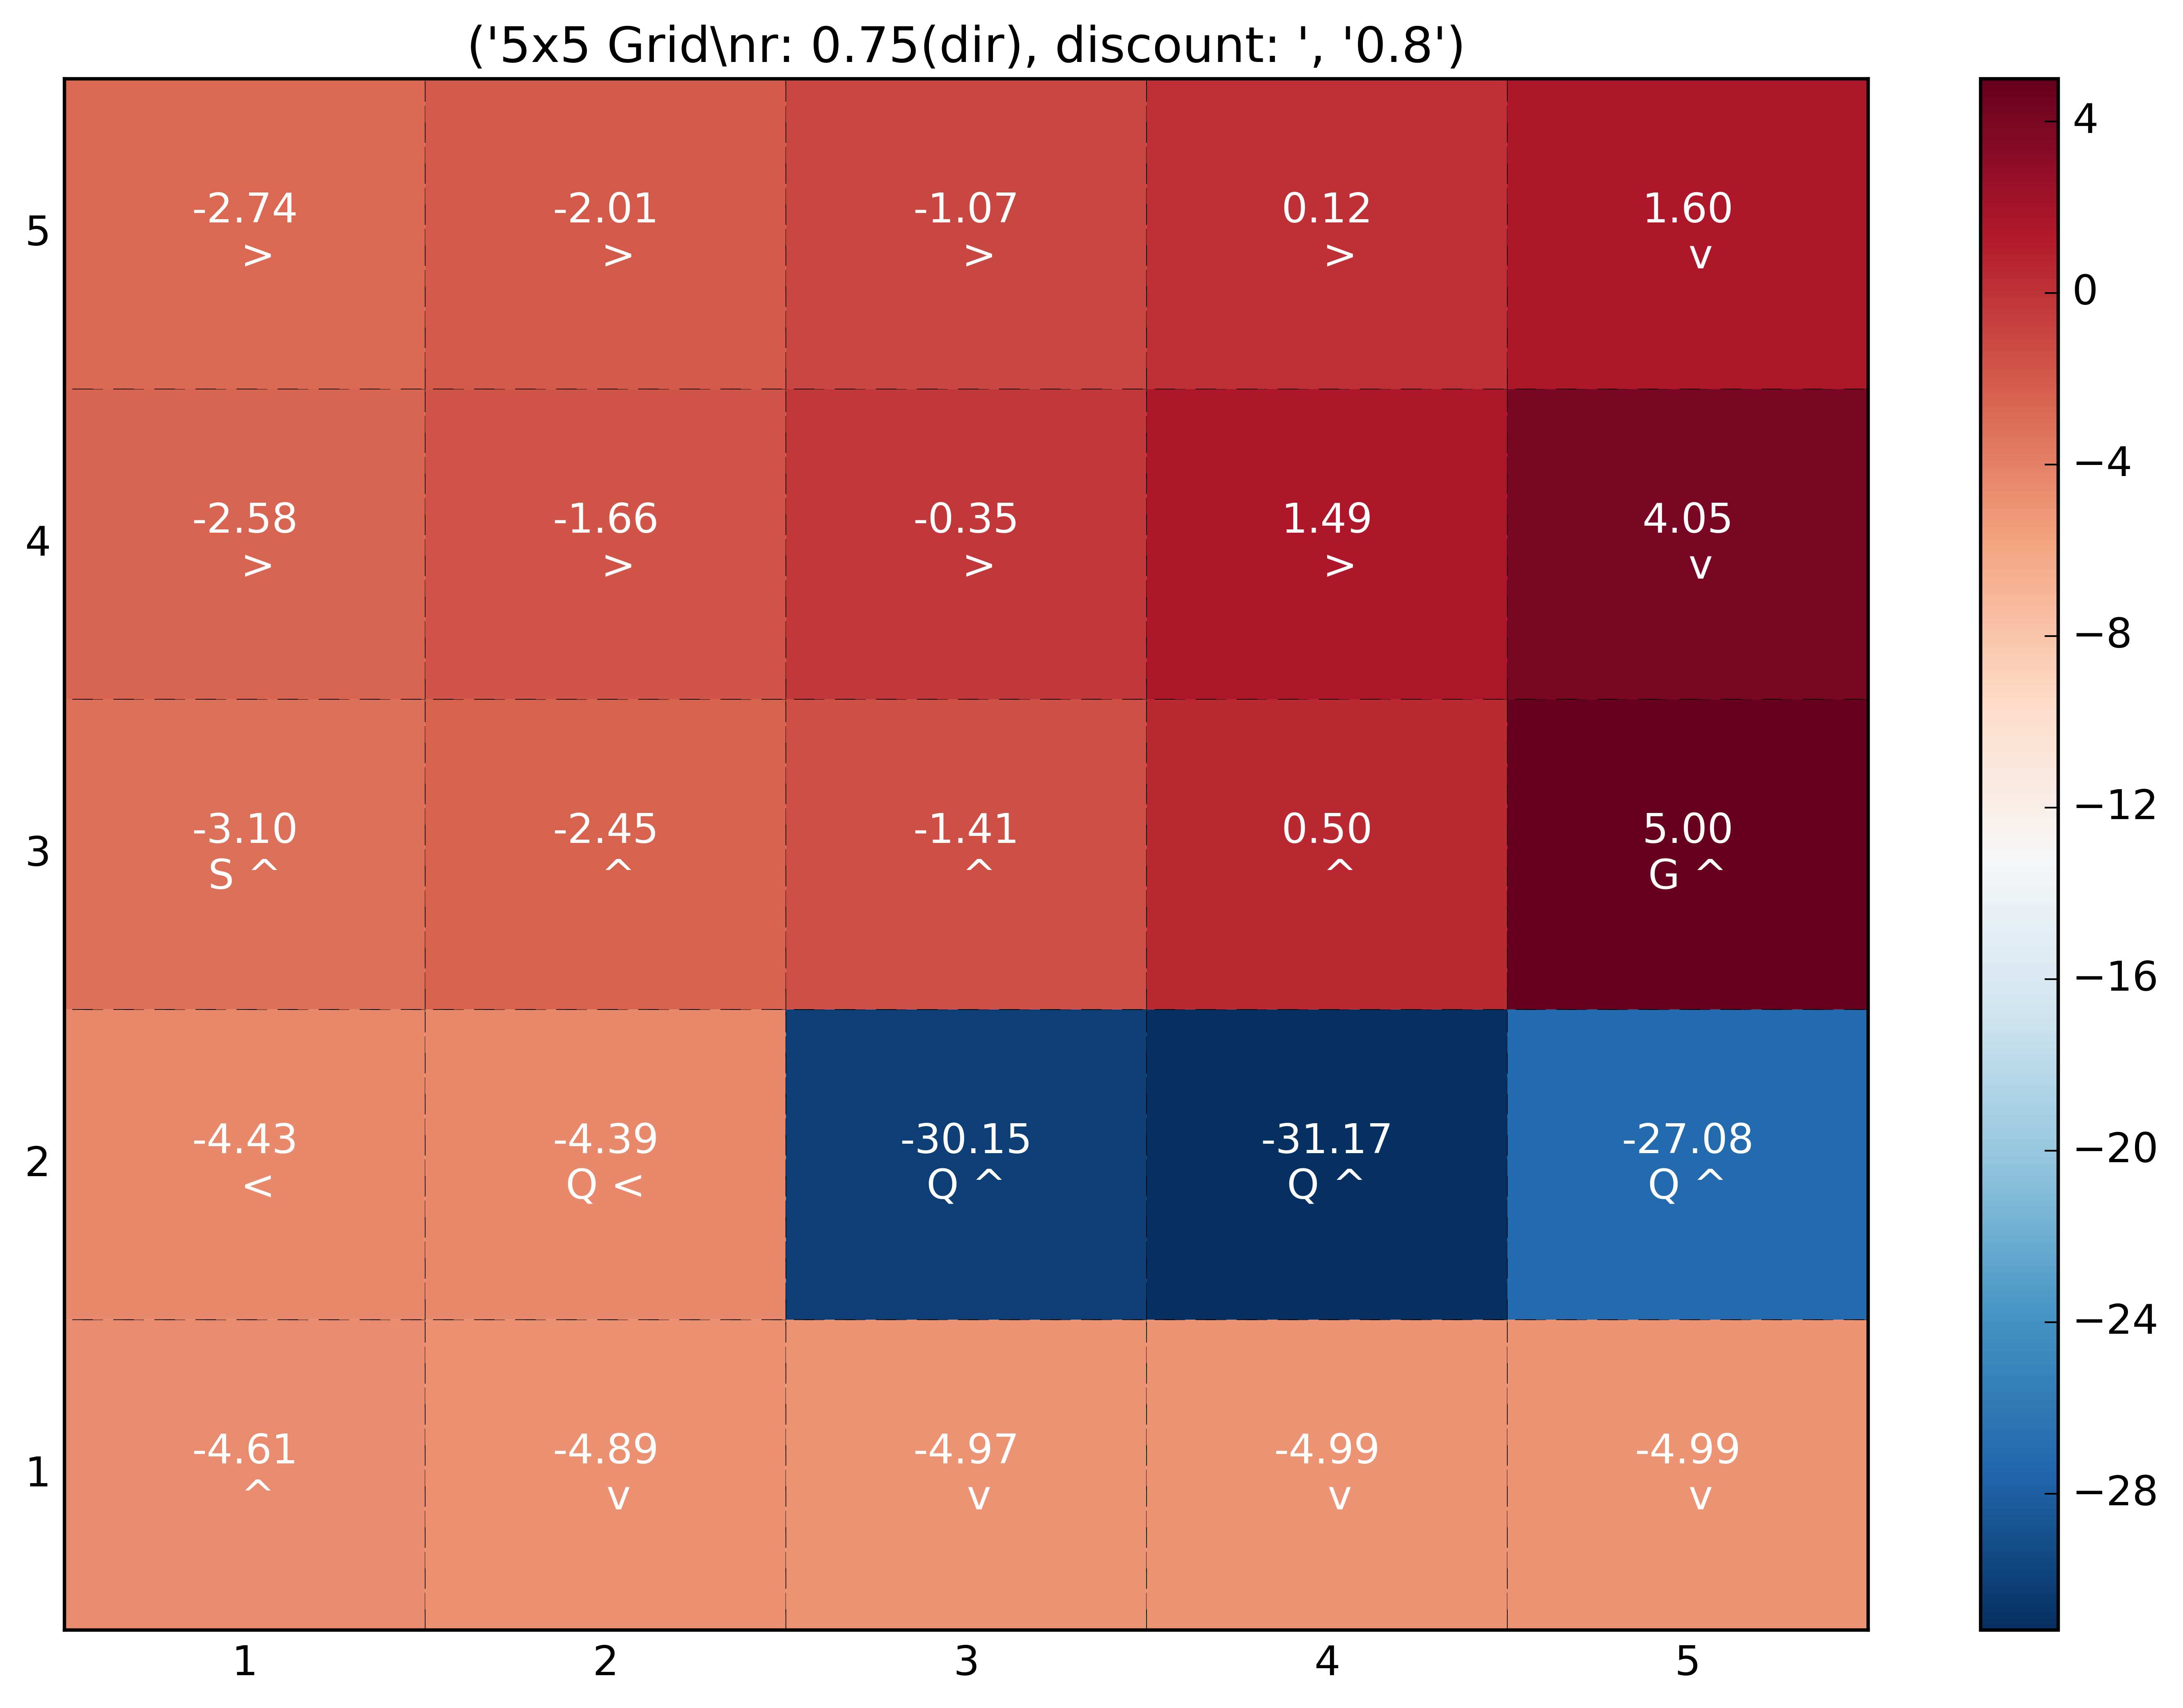 ('5x5 Grid\nr: 0.75(dir), discount: ', '0.8')
5 -2.74 -2.01 -1.07 0.12 1.60
> > > > v
4 -2.58 -1.66 -0.35 1.49 4.05
> > > > v
3 -3.10 -2.45 -1.41 0.50 5.00
S ^ ^ ^ ^ G ^
2 -4.43 -4.39 -30.15 -31.17 -27.08
< Q < Q ^ Q ^ Q ^
1 -4.61 -4.89 -4.97 -4.99 -4.99
^ v v v v
1 2 3 4 5
4
0
−4
−8
−12
−16
−20
−24
−28